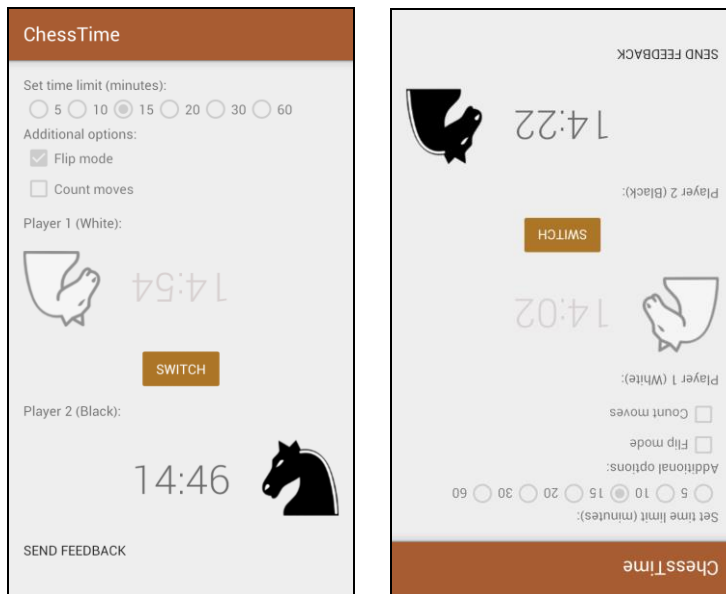 ChessTime
Set time limit (minutes):
5 10 15 20 30 60
Additional options:
Flip mode
Count moves
Player 1 (White):
14:54
SWITCH
Player 2 (Black):
14:46
SEND FEEDBACK
ChessTime
Set time limit (minutes):
5 10 15 20 30 60
Additional options:
Flip mode
Count moves
Player 1 (White):
14:02
SWITCH
Player 2 (Black):
14:22
SEND FEEDBACK